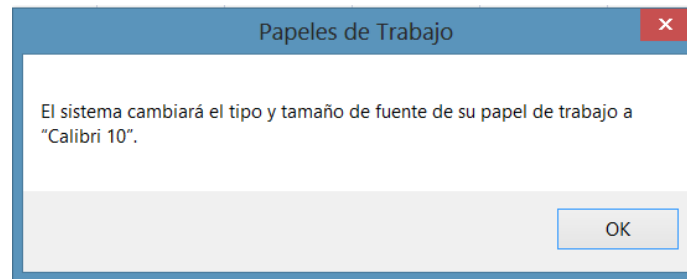 Papeles de Trabajo
El sistema cambiará el tipo y tamaño de fuente de su papel de trabajo a
“Calibri 10”.
OK